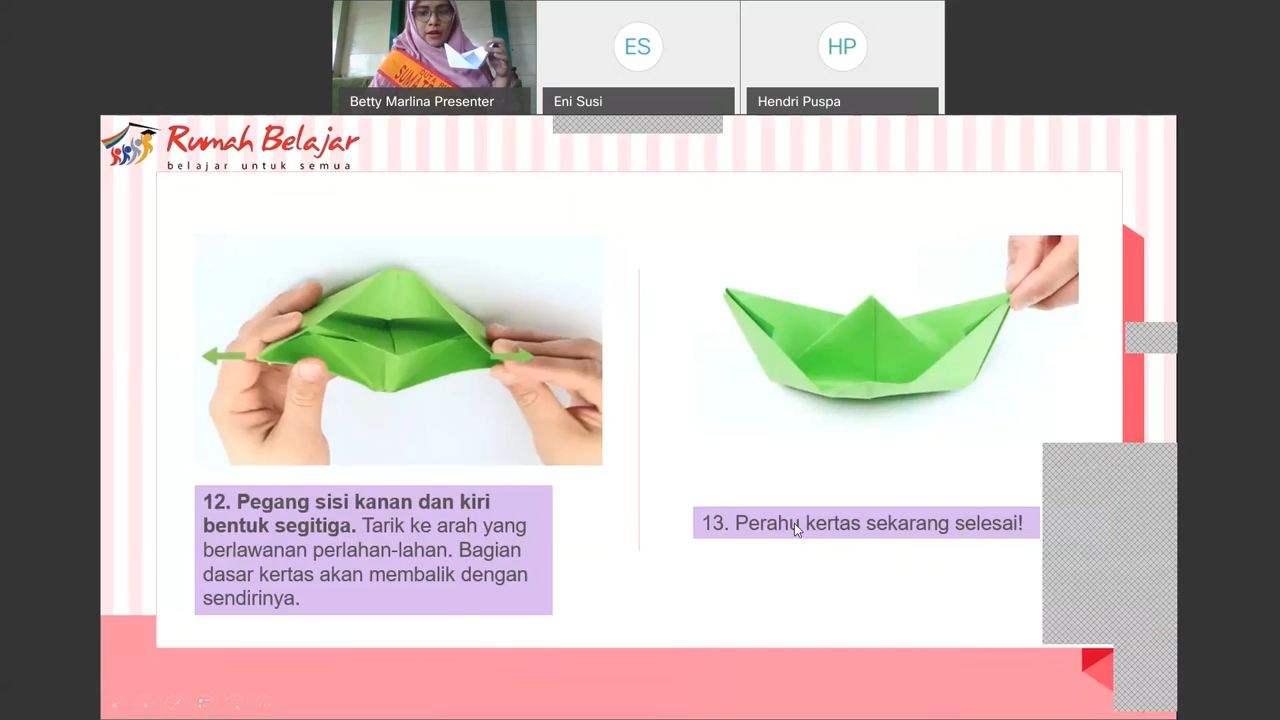 ES
HP
Betty Marlina Presenter
Eni Susi
Hendri Puspa
Rumah Belajar
belajar untuk semua
12. Pegang sisi kanan dan kiri
bentuk segitiga. Tarik ke arah yang
berlawanan perlahan-lahan. Bagian
dasar kertas akan membalik dengan
sendirinya.
13. Perahu kertas sekarang selesai!